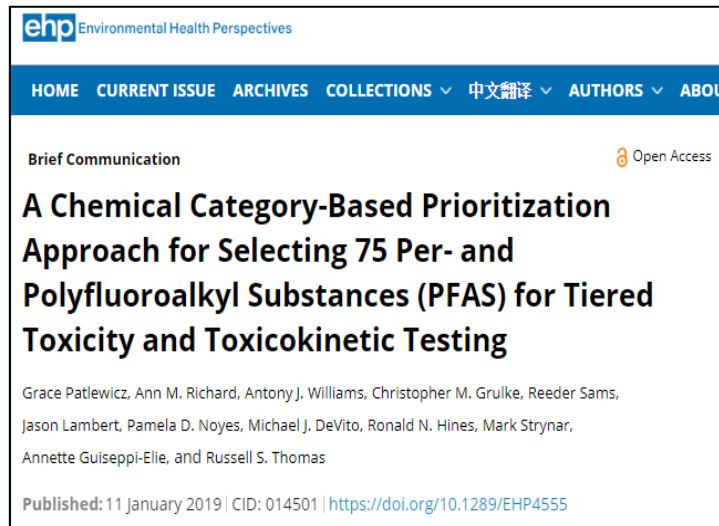 ehp Environmental Health Perspectives
HOME CURRENT ISSUE ARCHIVES COLLECTIONS 中文翻译 AUTHORS ABOU
Brief Communication Open Access
A Chemical Category-Based Prioritization
Approach for Selecting 75 Per- and
Polyfluoroalkyl Substances (PFAS) for Tiered
Toxicity and Toxicokinetic Testing
Grace Patlewicz, Ann M. Richard, Antony J. Williams, Christopher M. Grulke, Reeder Sams,
Jason Lambert, Pamela D. Noyes, Michael J. DeVito, Ronald N. Hines, Mark Strynar,
Annette Guiseppi-Elie, and Russell S. Thomas
Published: 11 January 2019 | CID: 014501 | https://doi.org/10.1289/EHP4555